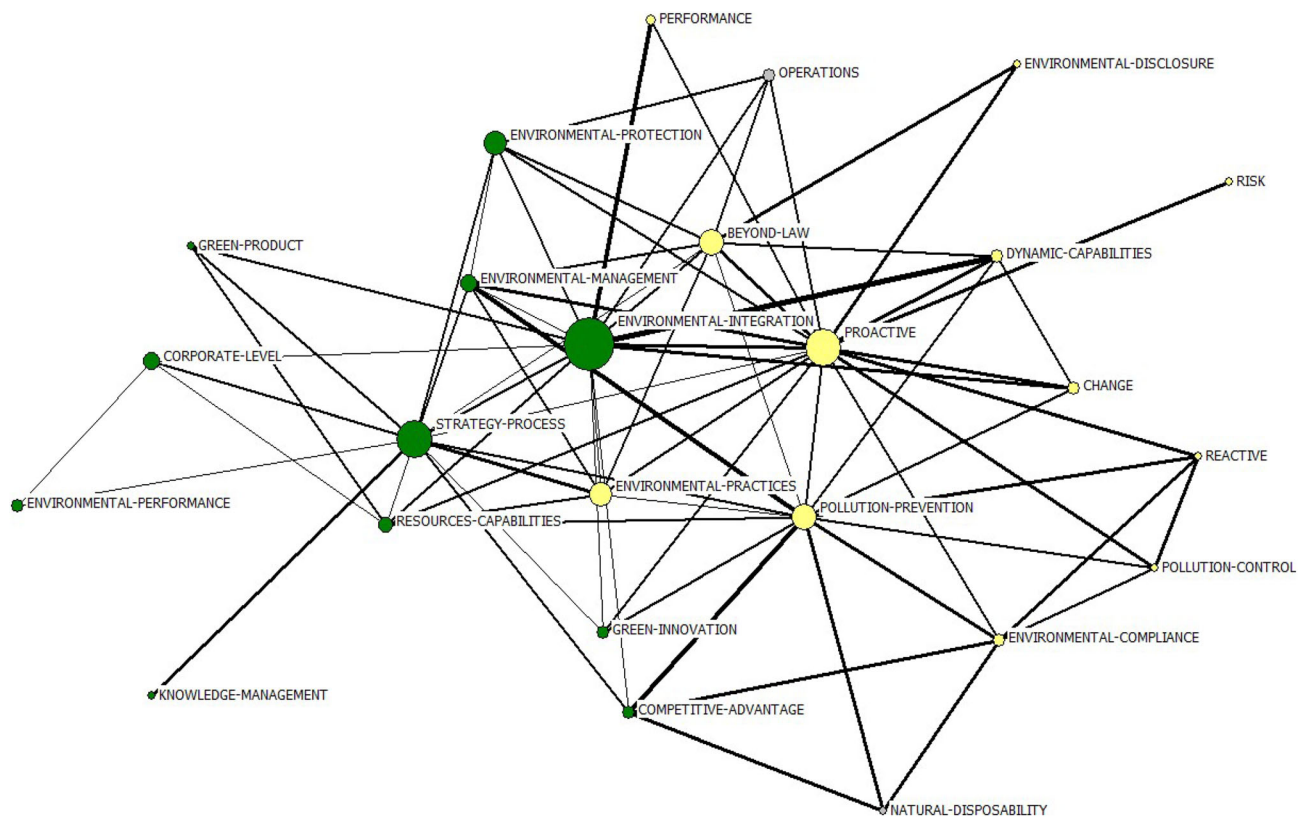 PERFORMANCE
ENVIRONMENTAL-DISCLOSURE
OPERATIONS
ENVIRONMENTAL-PROTECTION
RISK
BEYOND-LAW
GREEN-PRODUCT
DYNAMIC-CAPABILITIES
ENVIRONMENTAL-MANAGEMENT
ENVIRONMENTAL-INTEGRATION
PROACTIVE
CORPORATE-LEVEL
CHANGE
STRATEGY-PROCESS
REACTIVE
ENVIRONMENTAL-PRACTICES
ENVIRONMENTAL-PERFORMANCE
POLLUTION-PREVENTION
RESOURCES-CAPABILITIES
POLLUTION-CONTROL
GREEN-INNOVATION
ENVIRONMENTAL-COMPLIANCE
KNOWLEDGE-MANAGEMENT
COMPETITIVE-ADVANTAGE
NATURAL-DISPOSABILITY